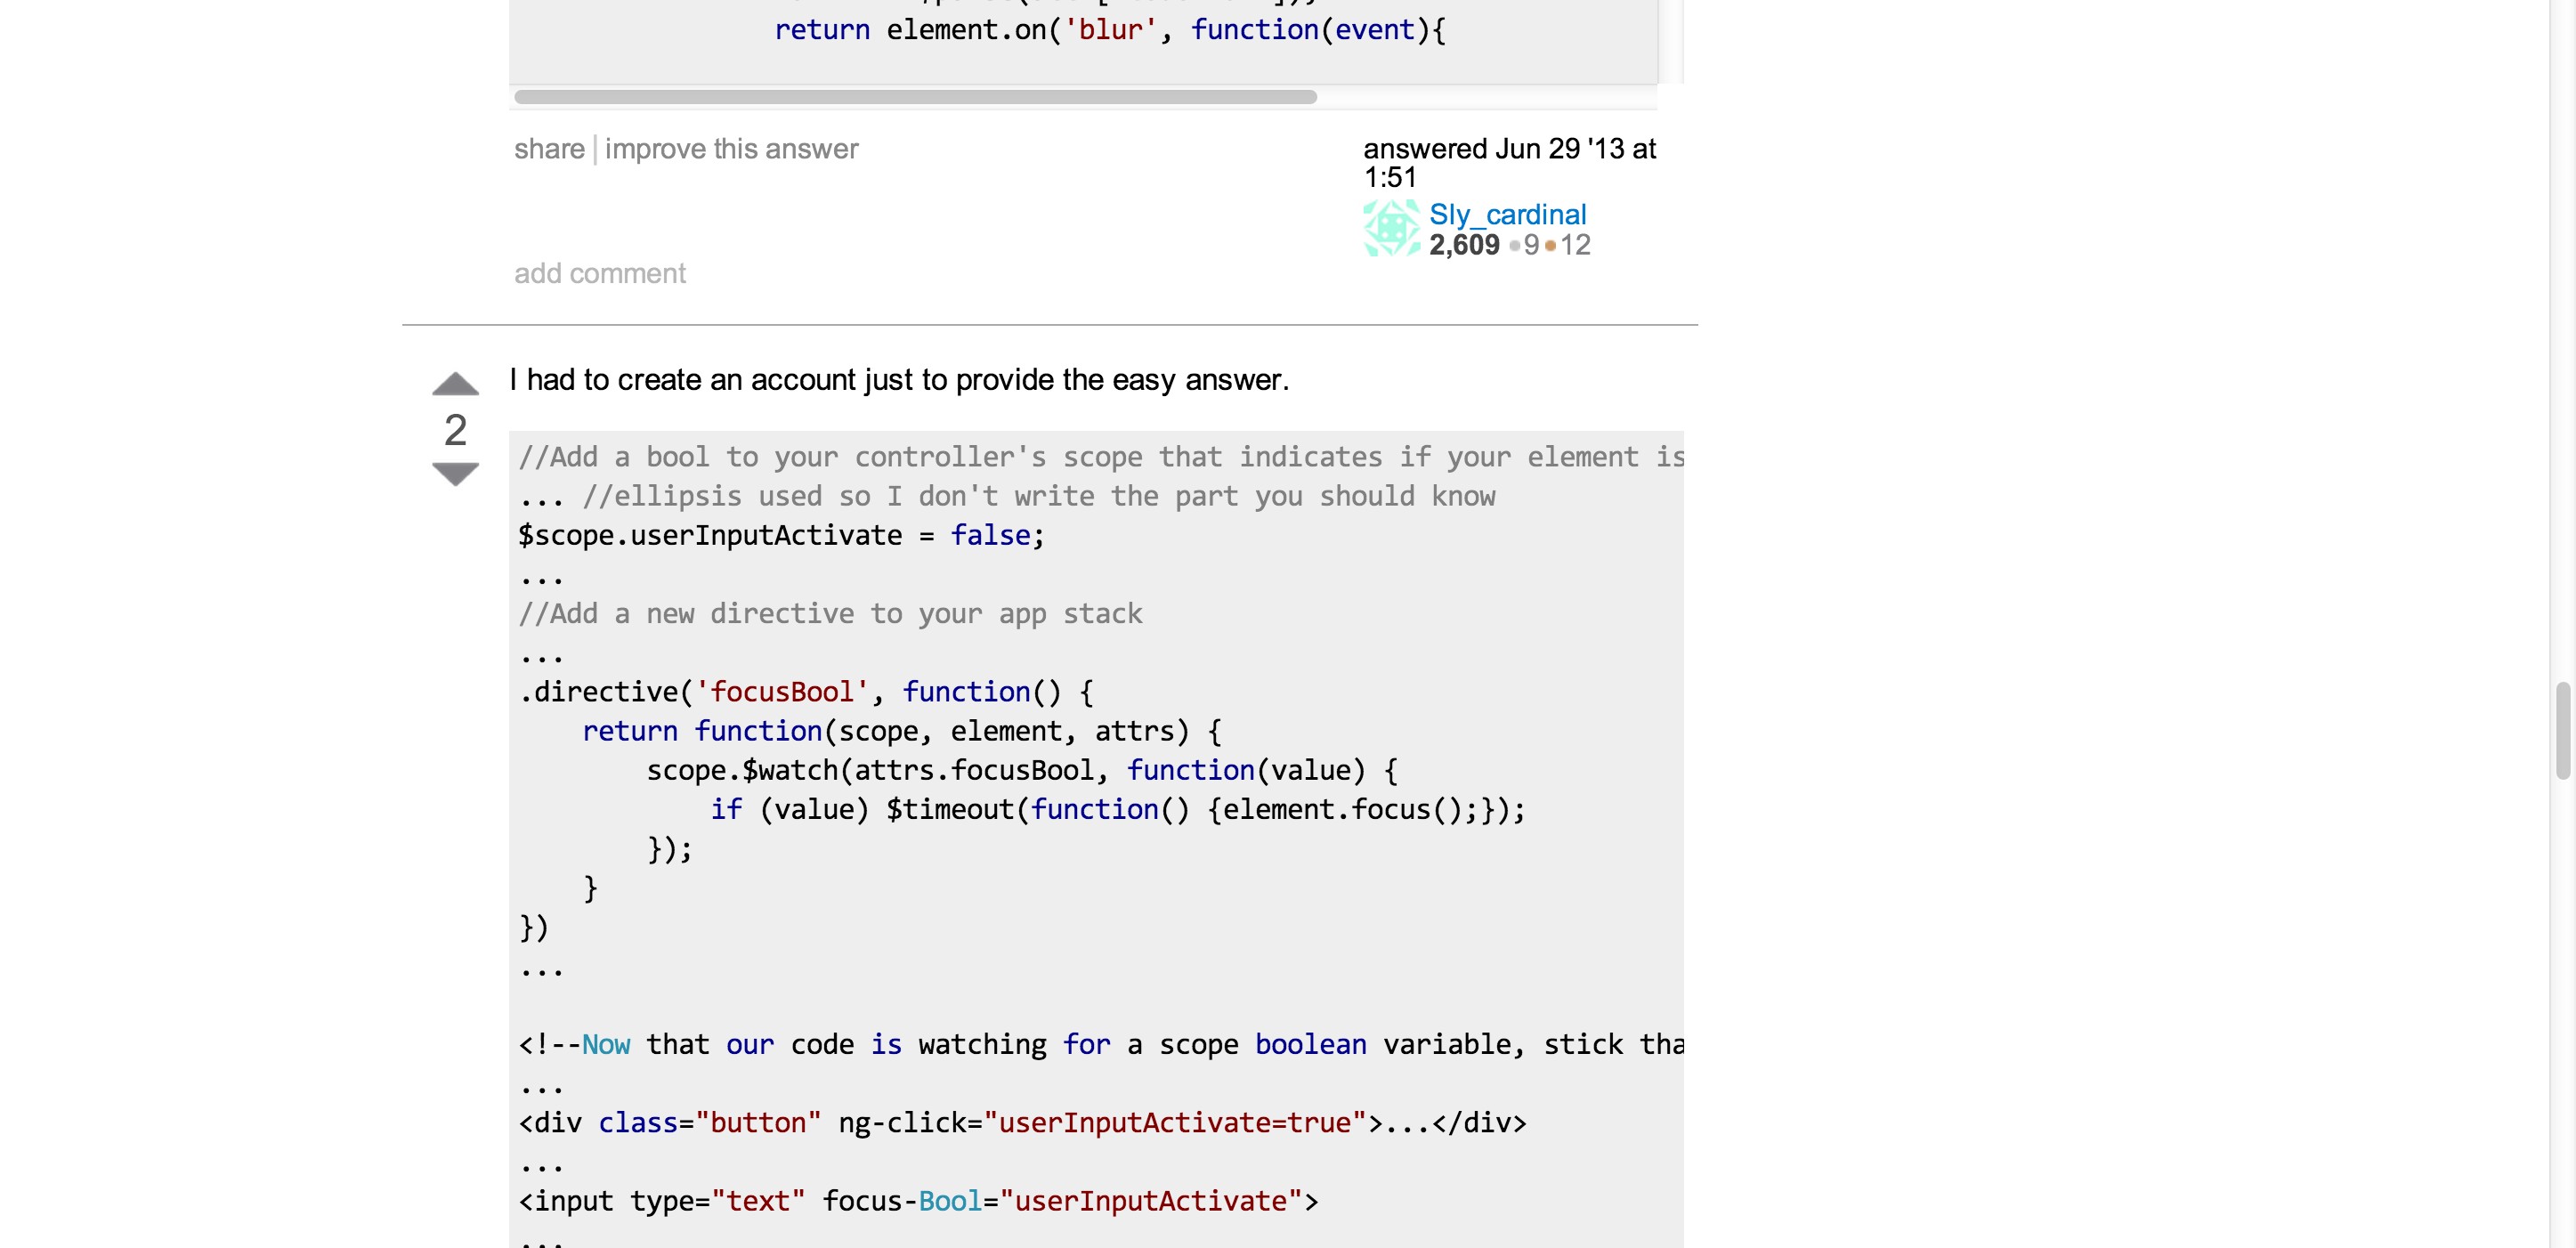 return element.on('blur', function(event){
share | improve this answer
answered Jun 29 '13 at
1:51
Sly_cardinal
2,609 ●9●12
add comment
I had to create an account just to provide the easy answer.
2
//Add a bool to your controller's scope that indicates if your element is
... //ellipsis used so I don't write the part you should know
$scope.userInputActivate = false;
...
//Add a new directive to your app stack
...
.directive('focusBool', function() {
    return function(scope, element, attrs) {
        scope.$watch(attrs.focusBool, function(value) {
            if (value) $timeout(function() {element.focus();});
        });
    }
})
...
<!--Now that our code is watching for a scope boolean variable, stick tha
...
<div class="button" ng-click="userInputActivate=true">...</div>
...
<input type="text" focus-Bool="userInputActivate">
...